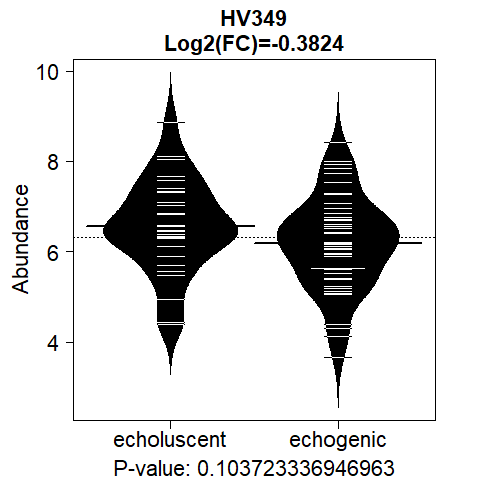 HV349
Log2(FC)=-0.3824
Abundance
10
8
6
4
echoluscent echogenic
P-value: 0.103723336946963